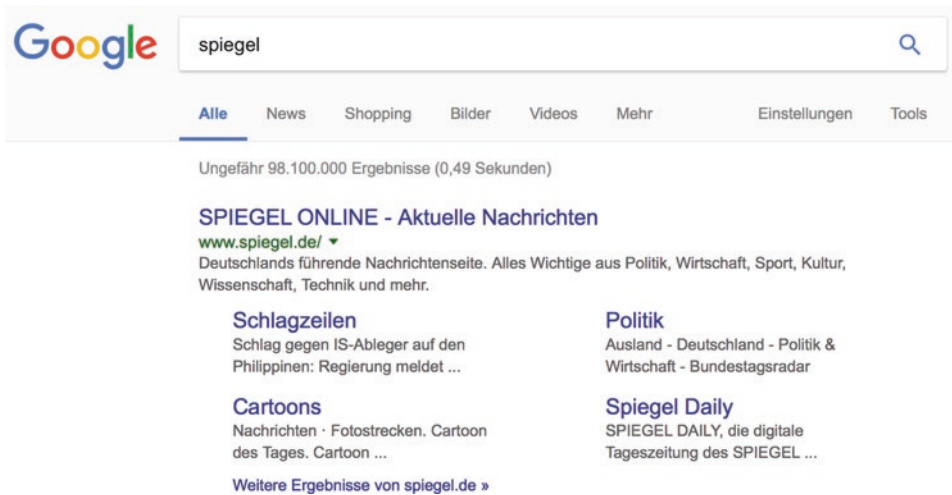 Google
spiegel
Alle News Shopping Bilder Videos Mehr Einstellungen Tools
Ungefähr 98.100.000 Ergebnisse (0,49 Sekunden)
SPIEGEL ONLINE - Aktuelle Nachrichten
www.spiegel.de/
Deutschlands führende Nachrichtenseite. Alles Wichtige aus Politik, Wirtschaft, Sport, Kultur,
Wissenschaft, Technik und mehr.
Schlagzeilen
Schlag gegen IS-Ableger auf den
Philippinen: Regierung meldet ...
Politik
Ausland - Deutschland - Politik &
Wirtschaft - Bundestagsradar
Cartoons
Nachrichten · Fotostrecken. Cartoon
des Tages. Cartoon ...
Spiegel Daily
SPIEGEL DAILY, die digitale
Tageszeitung des SPIEGEL ...
Weitere Ergebnisse von spiegel.de »